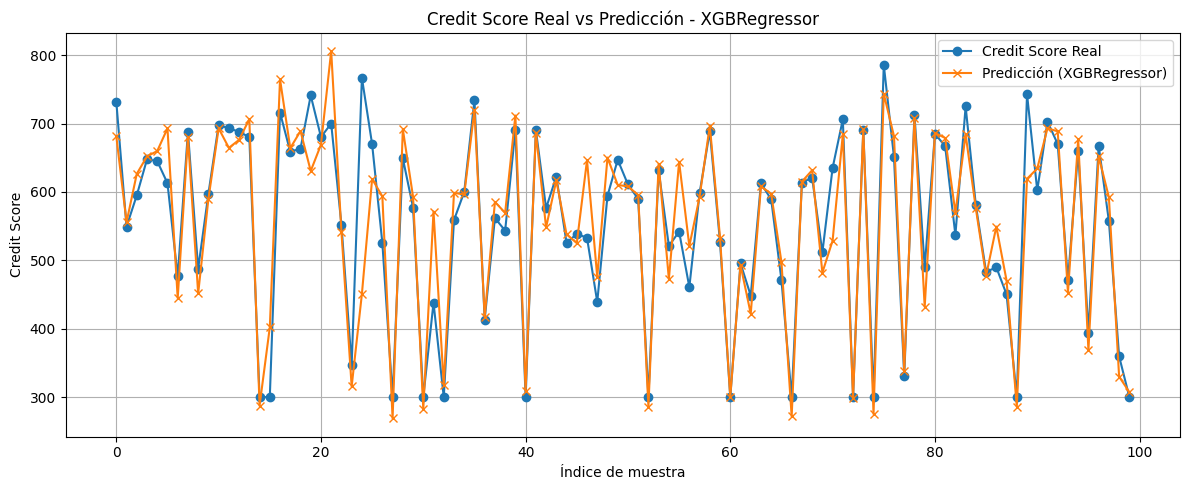 Credit Score Real vs Predicción - XGBRegressor
Credit Score Real
Predicción (XGBRegressor)
Credit Score
800
700
600
500
400
300
0
20
40
60
80
100
Índice de muestra